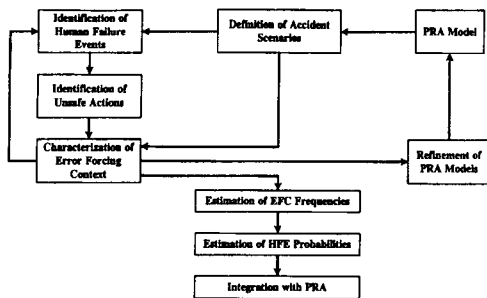 Identification of
Human Failure
Events
Definition of Accident
Scenarios
PRA Model
Identification of
Unsafe Actions
Characterization of
Error Forcing
Context
Refinement of
PRA Models
Estimation of EFC Frequencies
Estimation of HFE Probabilities
Integration with PRA